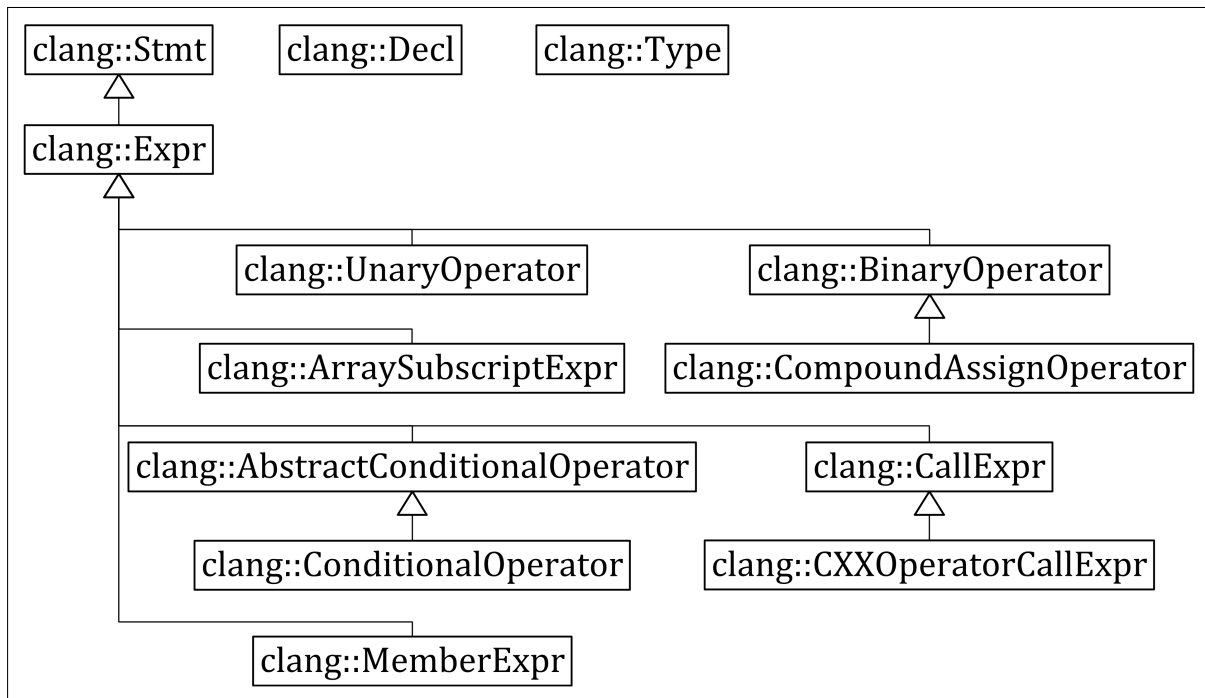 clang::Stmt
clang::Decl
clang::Type
clang::Expr
clang::UnaryOperator
clang::BinaryOperator
clang::ArraySubscriptExpr
clang::CompoundAssignOperator
clang::AbstractConditionalOperator
clang::CallExpr
clang::ConditionalOperator
clang::CXXOperatorCallExpr
clang::MemberExpr